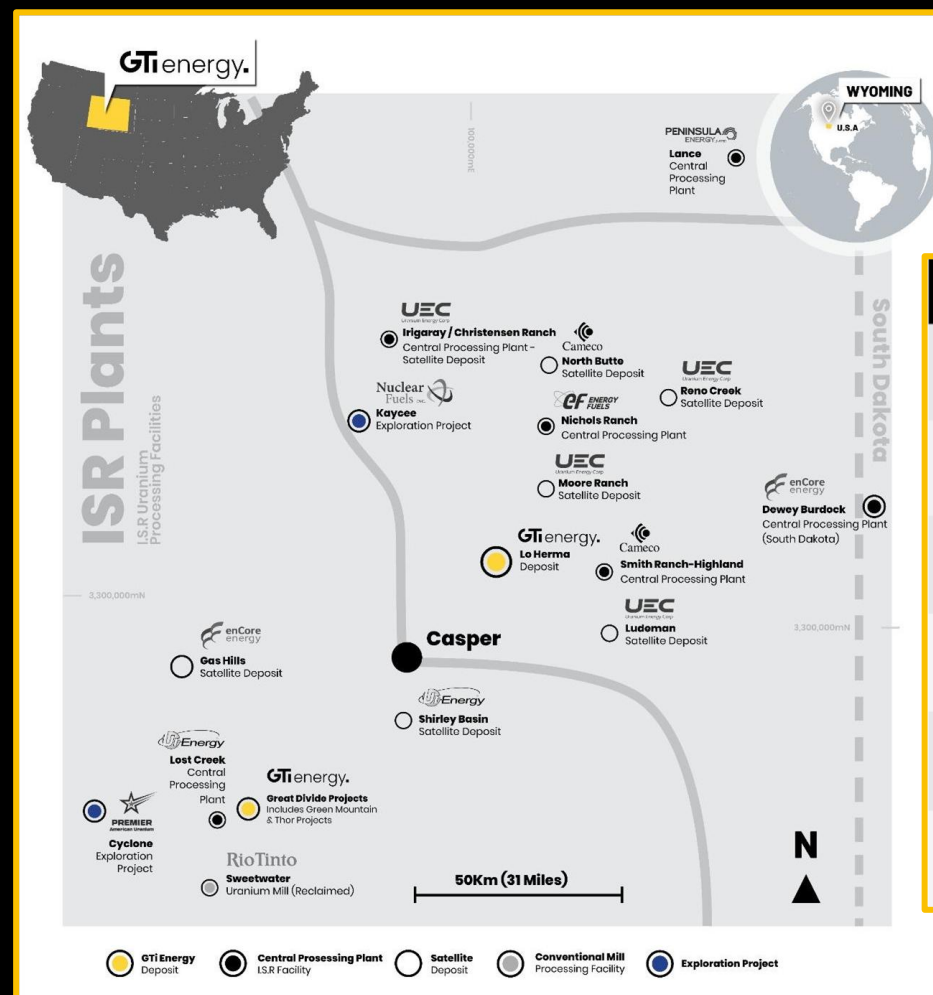 GTi energy.
WYOMING
U.S.A
100,000mE
PENINSULA
ENERGY
Lance
Central
Processing
Plant
ISR Plants
I.S.R Uranium
Processing Facilities
South Dakota
UEC
Uranium Energy Corp
Irigaray / Christensen Ranch
Central Processing Plant -
Satellite Deposit
Cameco
North Butte
Satellite Deposit
UEC
Uranium Energy Corp
Reno Creek
Satellite Deposit
Nuclear
Fuels INC.
Kaycee
Exploration Project
eF ENERGY
FUELS
Nichols Ranch
Central Processing Plant
UEC
Uranium Energy Corp
Moore Ranch
Satellite Deposit
enCore
energy
Dewey Burdock
Central Processing Plant
(South Dakota)
GTi energy.
Lo Herma
Deposit
Cameco
Smith Ranch-Highland
Central Processing Plant
3,300,000mN
3,300,000mN
UEC
Uranium Energy Corp
Ludeman
Satellite Deposit
enCore
energy
Gas Hills
Satellite Deposit
Casper
Energy
Shirley Basin
Satellite Deposit
Energy
Lost Creek
Central
Processing
Plant
GTi energy.
Great Divide Projects
Includes Green Mountain
& Thor Projects
PREMIER
American Uranium
Cyclone
Exploration
Project
RioTinto
Sweetwater
Uranium Mill (Reclaimed)
50Km (31 Miles)
N
GTi Energy
Deposit
Central Prosessing Plant
I.S.R Facility
Satellite
Deposit
Conventional Mill
Processing Facility
Exploration Project